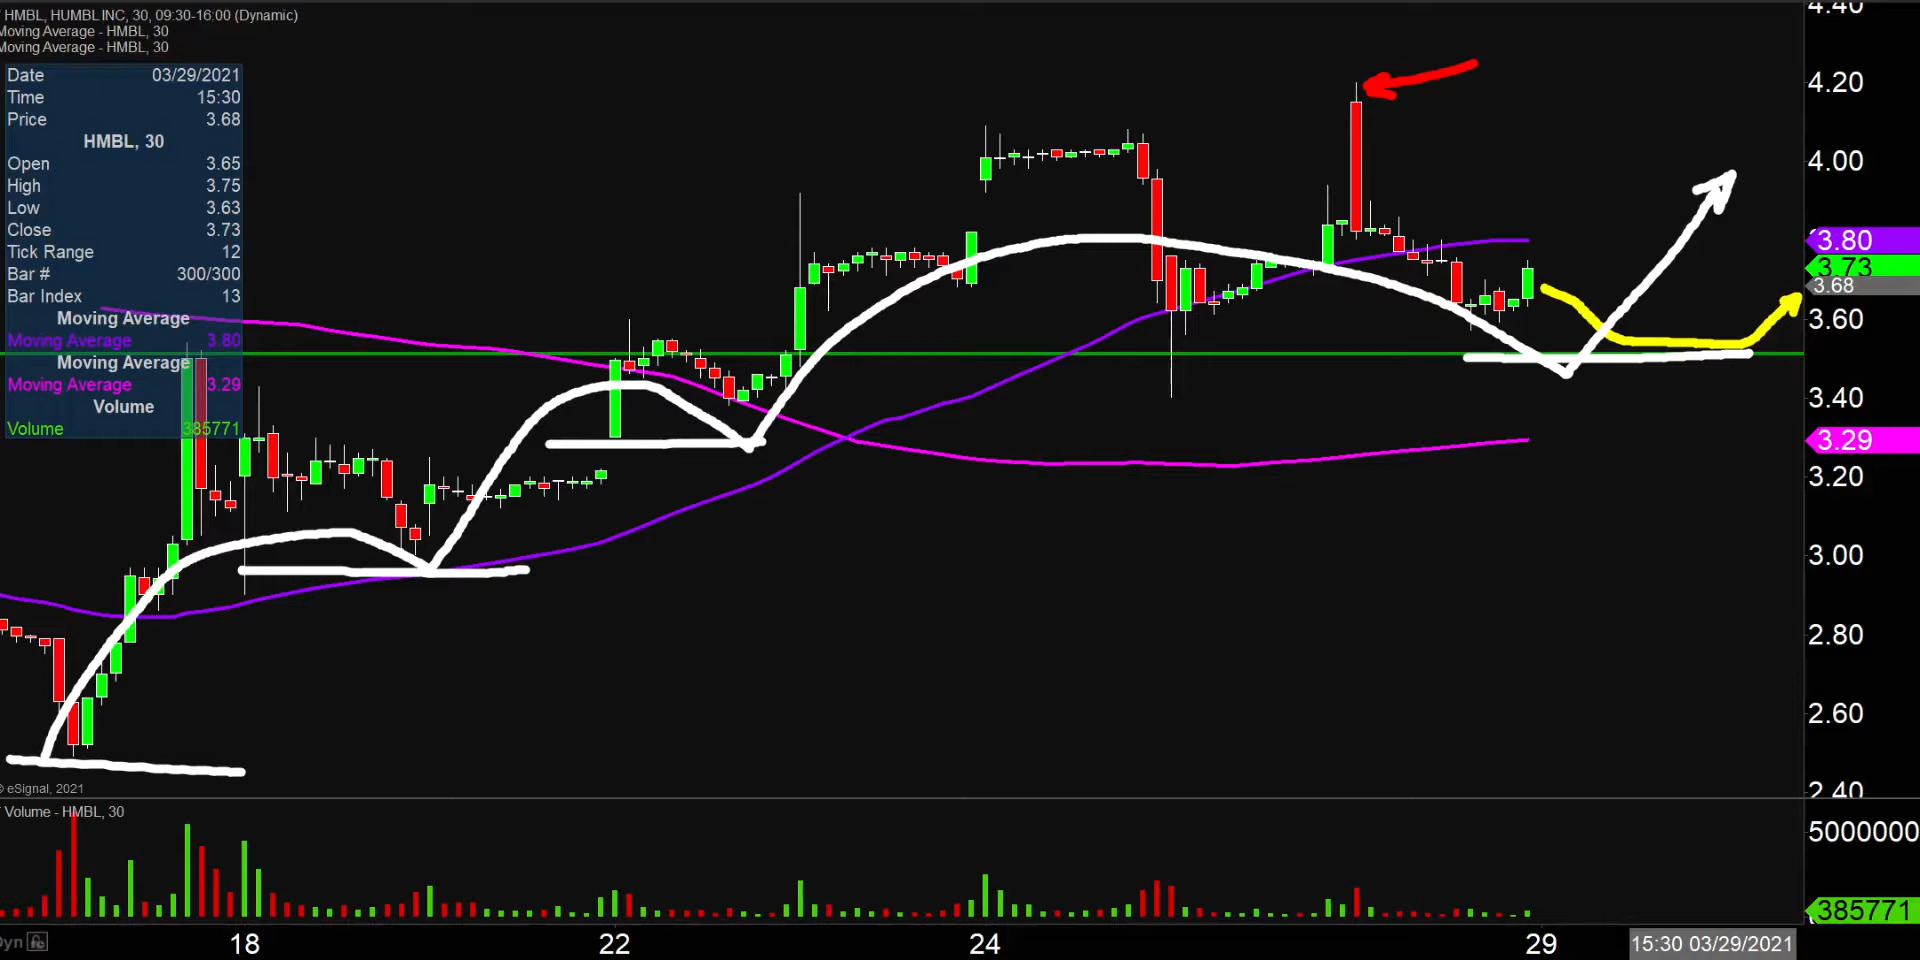 HMBL, HUMBL INC, 30, 09:30-16:00 (Dynamic)
Moving Average - HMBL, 30
Moving Average - HMBL, 30
Date 03/29/2021
Time 15:30
Price 3.68
HMBL, 30
Open 3.65
High 3.75
Low 3.63
Close 3.73
Tick Range 12
Bar # 300/300
Bar Index 13
Moving Average
Moving Average 3.80
Moving Average
Moving Average 3.29
Volume
Volume 385771
4.40
4.20
4.00
3.80
3.73
3.68
3.60
3.40
3.29
3.20
3.00
2.80
2.60
2.40
© eSignal, 2021
Volume - HMBL, 30
5000000
385771
Dyn
18
22
24
29
15:30 03/29/2021